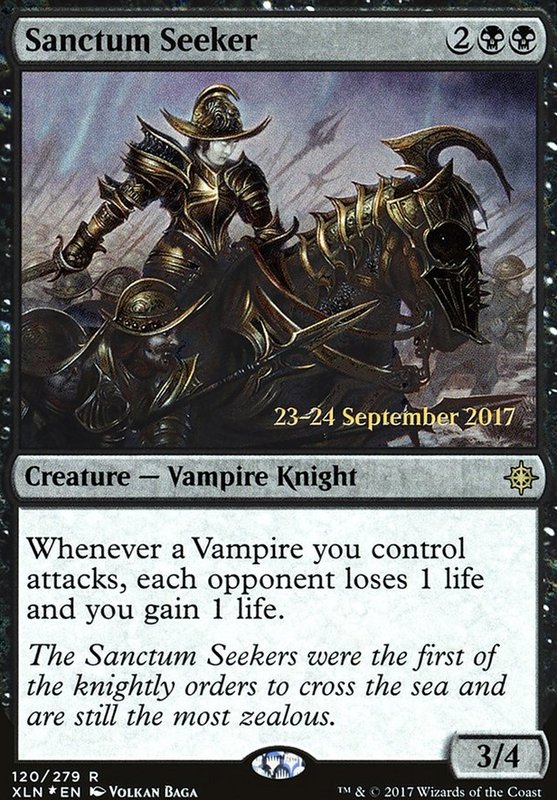 Sanctum Seeker 2
23–24 September 2017
Creature — Vampire Knight
Whenever a Vampire you control
attacks, each opponent loses 1 life
and you gain 1 life.
The Sanctum Seekers were the first of
the knightly orders to cross the sea and
are still the most zealous.
3/4
120/279 R
XLN ★ EN Volkan Baga
™ & © 2017 Wizards of the Coast